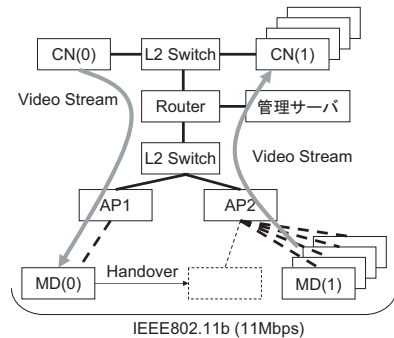 CN(0)
L2 Switch
CN(1)
Video Stream
Router
管理サーバ
L2 Switch
Video Stream
AP1
AP2
MD(0)
Handover
MD(1)
IEEE802.11b (11Mbps)